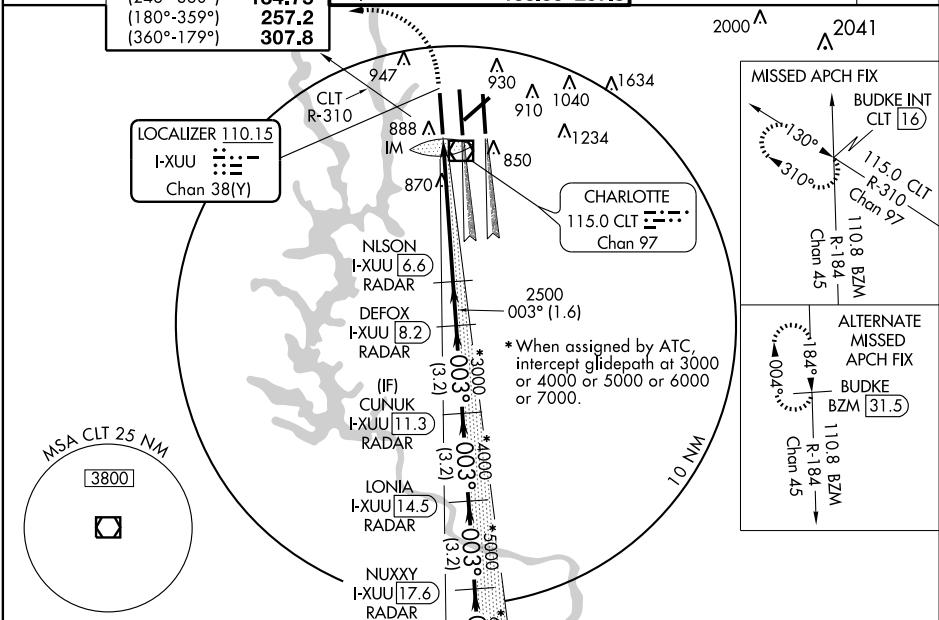 (180°-359°) 257.2
(360°-179°) 307.8
2000
2041
947
930
910
1040
1634
1234
CLT
R-310
888
IM
850
870
LOCALIZER 110.15
I-XUU
Chan 38(Y)
CHARLOTTE
115.0 CLT
Chan 97
NLSON
I-XUU 6.6
RADAR
2500
003° (1.6)
DEFOX
I-XUU 8.2
RADAR
* When assigned by ATC,
intercept glidepath at 3000
or 4000 or 5000 or 6000
or 7000.
*3000
003°
(3.2)
(IF)
CUNUK
I-XUU 11.3
RADAR
*4000
003°
(3.2)
LONIA
I-XUU 14.5
RADAR
*5000
003°
(3.2)
NUXXY
I-XUU 17.6
RADAR
10 NM
MSA CLT 25 NM
3800
MISSED APCH FIX
BUDKE INT
CLT 16
130°
310°
115.0 CLT
R-310
Chan 97
110.8 BZM
R-184
Chan 45
ALTERNATE
MISSED
APCH FIX
184°
004°
BUDKE
BZM 31.5
110.8 BZM
R-184
Chan 45